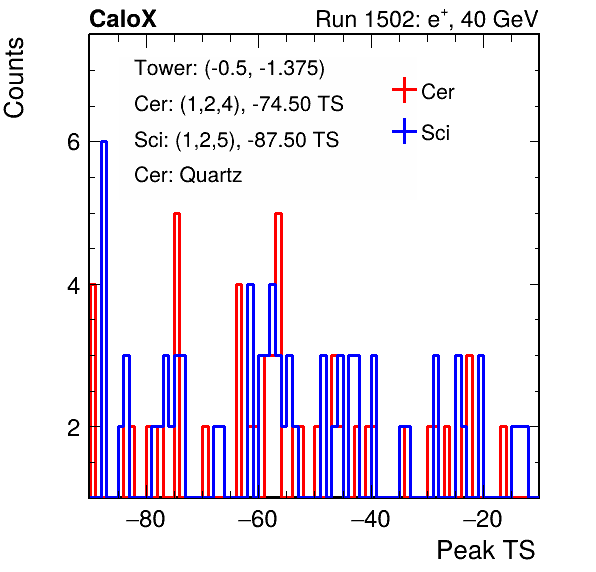 CaloX
Run 1502: e+, 40 GeV
Counts
Tower: (-0.5, -1.375)
Cer: (1,2,4), -74.50 TS
Sci: (1,2,5), -87.50 TS
Cer: Quartz
Cer
Sci
6
4
2
−80
−60
−40
−20
Peak TS